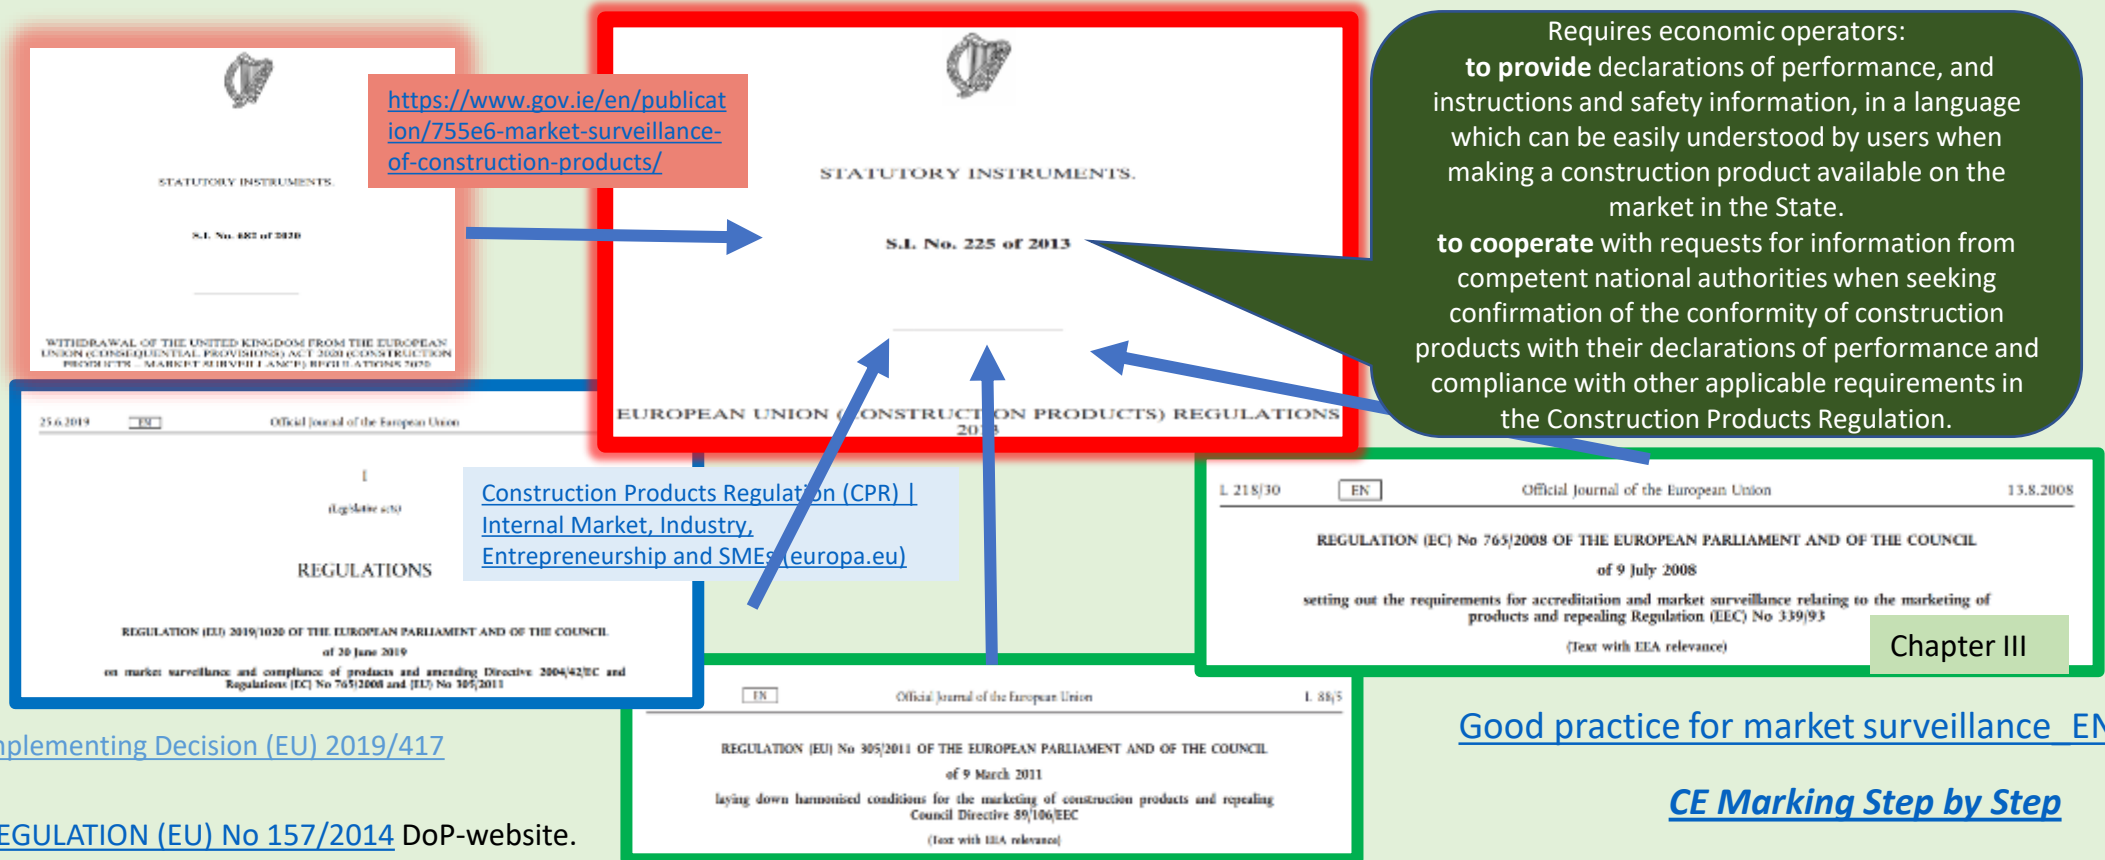 STATUTORY INSTRUMENTS.
S.I. No. 682 of 2020
WITHDRAWAL OF THE UNITED KINGDOM FROM THE EUROPEAN
UNION (CONSEQUENTIAL PROVISIONS) ACT 2020 (CONSTRUCTION
PRODUCTS – MARKET SURVEILLANCE) REGULATIONS 2020
https://www.gov.ie/en/publicat
ion/755e6-market-surveillance-
of-construction-products/
STATUTORY INSTRUMENTS.
S.I. No. 225 of 2013
EUROPEAN UNION (CONSTRUCTION PRODUCTS) REGULATIONS
2013
Requires economic operators:
to provide declarations of performance, and
instructions and safety information, in a language
which can be easily understood by users when
making a construction product available on the
market in the State.
to cooperate with requests for information from
competent national authorities when seeking
confirmation of the conformity of construction
products with their declarations of performance and
compliance with other applicable requirements in
the Construction Products Regulation.
25.6.2019 EN Official Journal of the European Union
I
(Legislative acts)
REGULATIONS
REGULATION (EU) 2019/1020 OF THE EUROPEAN PARLIAMENT AND OF THE COUNCIL
of 20 June 2019
on market surveillance and compliance of products and amending Directive 2004/42/EC and
Regulations (EC) No 765/2008 and (EU) No 305/2011
Construction Products Regulation (CPR) |
Internal Market, Industry,
Entrepreneurship and SMEs (europa.eu)
L 218/30 EN Official Journal of the European Union 13.8.2008
REGULATION (EC) No 765/2008 OF THE EUROPEAN PARLIAMENT AND OF THE COUNCIL
of 9 July 2008
setting out the requirements for accreditation and market surveillance relating to the marketing of
products and repealing Regulation (EEC) No 339/93
(Text with EEA relevance)
Chapter III
EN Official Journal of the European Union L 88/5
REGULATION (EU) No 305/2011 OF THE EUROPEAN PARLIAMENT AND OF THE COUNCIL
of 9 March 2011
laying down harmonised conditions for the marketing of construction products and repealing
Council Directive 89/106/EEC
(Text with EEA relevance)
mplementing Decision (EU) 2019/417
EGULATION (EU) No 157/2014 DoP-website.
Good practice for market surveillance_EN
CE Marking Step by Step